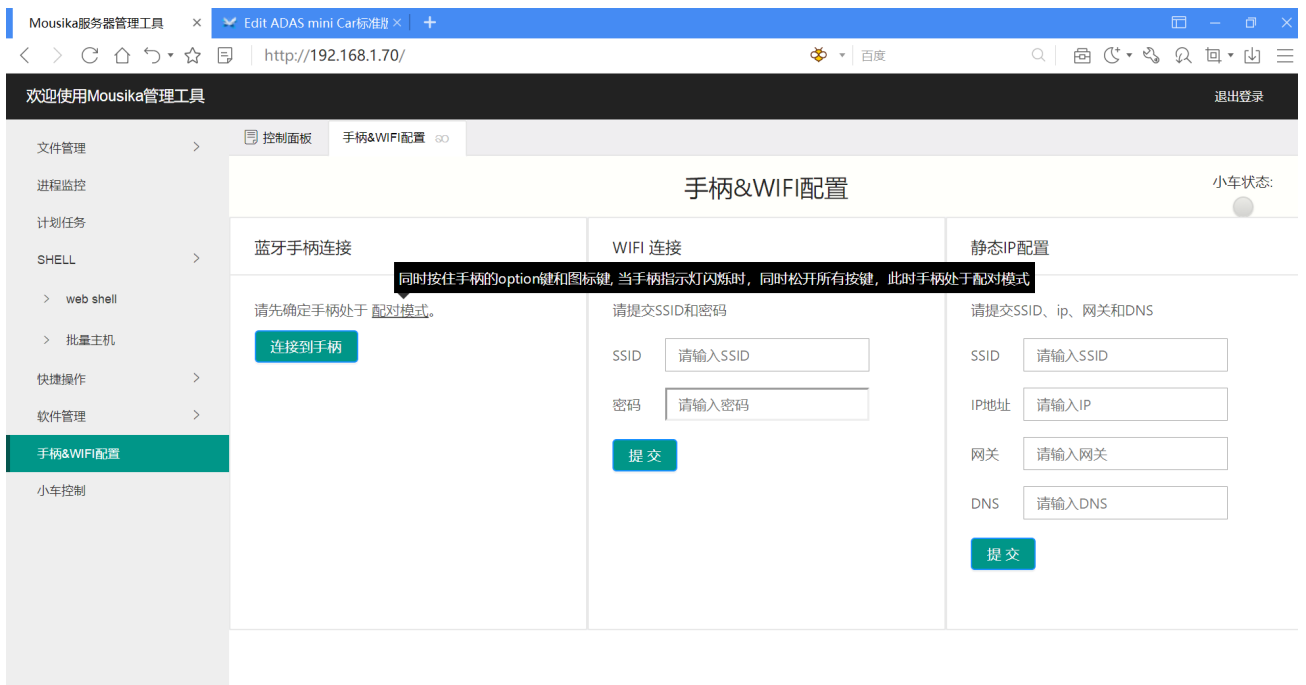 Mousika服务器管理工具
Edit ADAS mini Car标准版
http://192.168.1.70/
百度
欢迎使用Mousika管理工具
退出登录
文件管理
进程监控
计划任务
SHELL
web shell
批量主机
快捷操作
软件管理
手柄&WIFI配置
小车控制
控制面板
手柄&WIFI配置
手柄&WIFI配置
小车状态:
蓝牙手柄连接
同时按住手柄的option键和图标键, 当手柄指示灯闪烁时，同时松开所有按键，此时手柄处于配对模式
请先确定手柄处于 配对模式。
连接到手柄
WIFI 连接
请提交SSID和密码
SSID 请输入SSID
密码 请输入密码
提 交
静态IP配置
请提交SSID、ip、网关和DNS
SSID 请输入SSID
IP地址 请输入IP
网关 请输入网关
DNS 请输入DNS
提 交